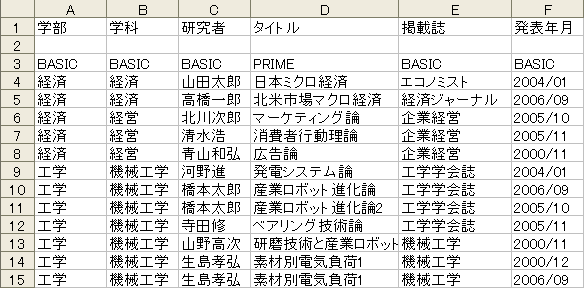 A B C D E F
1 学部 学科 研究者 タイトル 掲載誌 発表年月
2
3 BASIC BASIC BASIC PRIME BASIC BASIC
4 経済 経済 山田太郎 日本ミクロ経済 エコノミスト 2004/01
5 経済 経済 高橋一郎 北米市場マクロ経済 経済ジャーナル 2006/09
6 経済 経営 北川次郎 マーケティング論 企業経営 2005/10
7 経済 経営 清水浩 消費者行動理論 企業経営 2005/11
8 経済 経営 青山和弘 広告論 企業経営 2000/11
9 工学 機械工学 河野進 発電システム論 工学学会誌 2004/01
10 工学 機械工学 橋本太郎 産業ロボット進化論 工学学会誌 2006/09
11 工学 機械工学 橋本太郎 産業ロボット進化論2 工学学会誌 2005/10
12 工学 機械工学 寺田修 ベアリング技術論 工学学会誌 2005/11
13 工学 機械工学 山野高次 研磨技術と産業ロボット 機械工学 2000/11
14 工学 機械工学 生島孝弘 素材別電気負荷1 機械工学 2000/12
15 工学 機械工学 生島孝弘 素材別電気負荷1 機械工学 2006/09